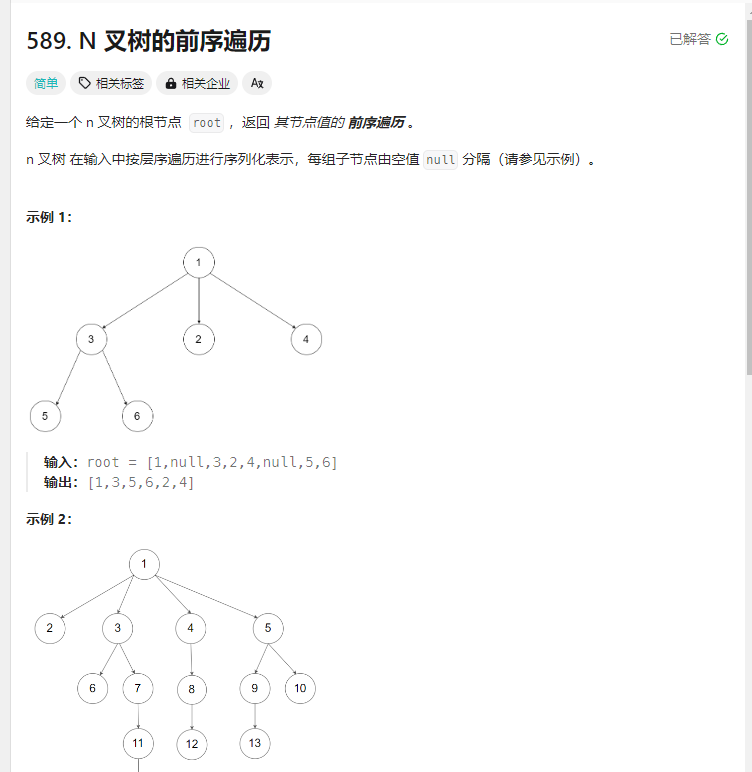 589. N 叉树的前序遍历
已解答
简单 相关标签 相关企业 Aχ
给定一个 n 叉树的根节点 root ，返回 其节点值的 前序遍历 。
n 叉树 在输入中按层序遍历进行序列化表示，每组子节点由空值 null 分隔（请参见示例）。
示例 1：
1
3 2 4
5 6
输入：root = [1,null,3,2,4,null,5,6]
输出：[1,3,5,6,2,4]
示例 2：
1
2 3 4 5
6 7 8 9 10
11 12 13